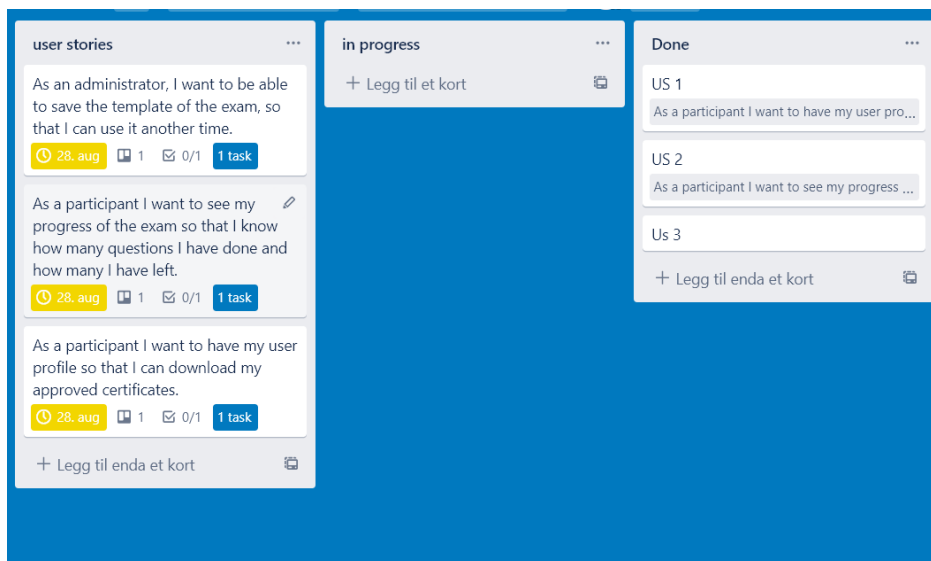 user stories
As an administrator, I want to be able
to save the template of the exam, so
that I can use it another time.
28. aug 1 0/1 1 task
As a participant I want to see my
progress of the exam so that I know
how many questions I have done and
how many I have left.
28. aug 1 0/1 1 task
As a participant I want to have my user
profile so that I can download my
approved certificates.
28. aug 1 0/1 1 task
+ Legg til enda et kort
in progress
+ Legg til et kort
Done
US 1
As a participant I want to have my user pro...
US 2
As a participant I want to see my progress ...
Us 3
+ Legg til enda et kort